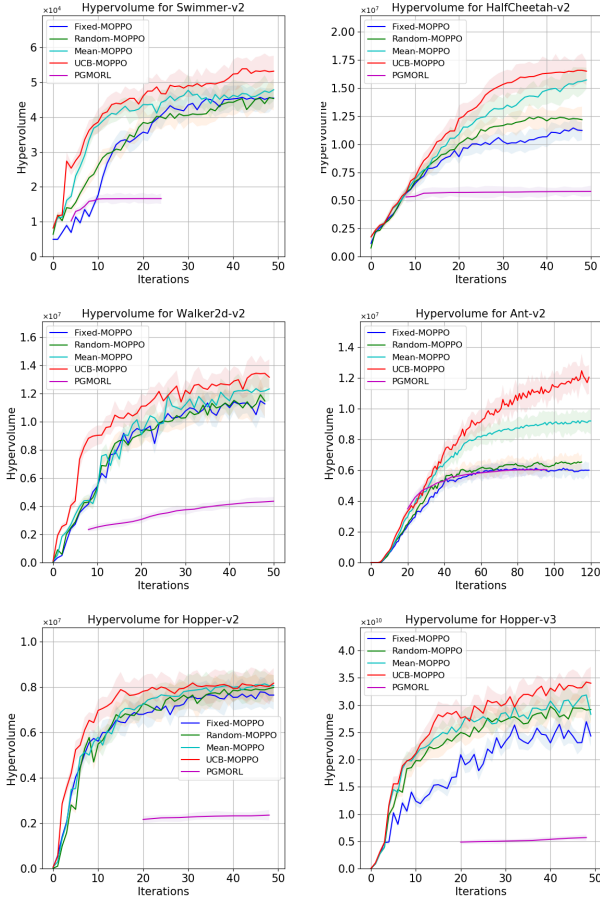 Hypervolume for Swimmer-v2
×10⁴
Hypervolume
6
5
4
3
2
1
0
Fixed-MOPPO
Random-MOPPO
Mean-MOPPO
UCB-MOPPO
PGMORL
0 10 20 30 40 50
Iterations
Hypervolume for HalfCheetah-v2
×10⁷
Hypervolume
2.00
1.75
1.50
1.25
1.00
0.75
0.50
0.25
0.00
Fixed-MOPPO
Random-MOPPO
Mean-MOPPO
UCB-MOPPO
PGMORL
0 10 20 30 40 50
Iterations
Hypervolume for Walker2d-v2
×10⁷
Hypervolume
1.6
1.4
1.2
1.0
0.8
0.6
0.4
0.2
0.0
Fixed-MOPPO
Random-MOPPO
Mean-MOPPO
UCB-MOPPO
PGMORL
0 10 20 30 40 50
Iterations
Hypervolume for Ant-v2
×10⁷
Hypervolume
1.4
1.2
1.0
0.8
0.6
0.4
0.2
0.0
Fixed-MOPPO
Random-MOPPO
Mean-MOPPO
UCB-MOPPO
PGMORL
0 20 40 60 80 100 120
Iterations
Hypervolume for Hopper-v2
×10⁷
Hypervolume
1.0
0.8
0.6
0.4
0.2
0.0
Fixed-MOPPO
Random-MOPPO
Mean-MOPPO
UCB-MOPPO
PGMORL
0 10 20 30 40 50
Iterations
Hypervolume for Hopper-v3
×10¹⁰
Hypervolume
4.0
3.5
3.0
2.5
2.0
1.5
1.0
0.5
0.0
Fixed-MOPPO
Random-MOPPO
Mean-MOPPO
UCB-MOPPO
PGMORL
0 10 20 30 40 50
Iterations